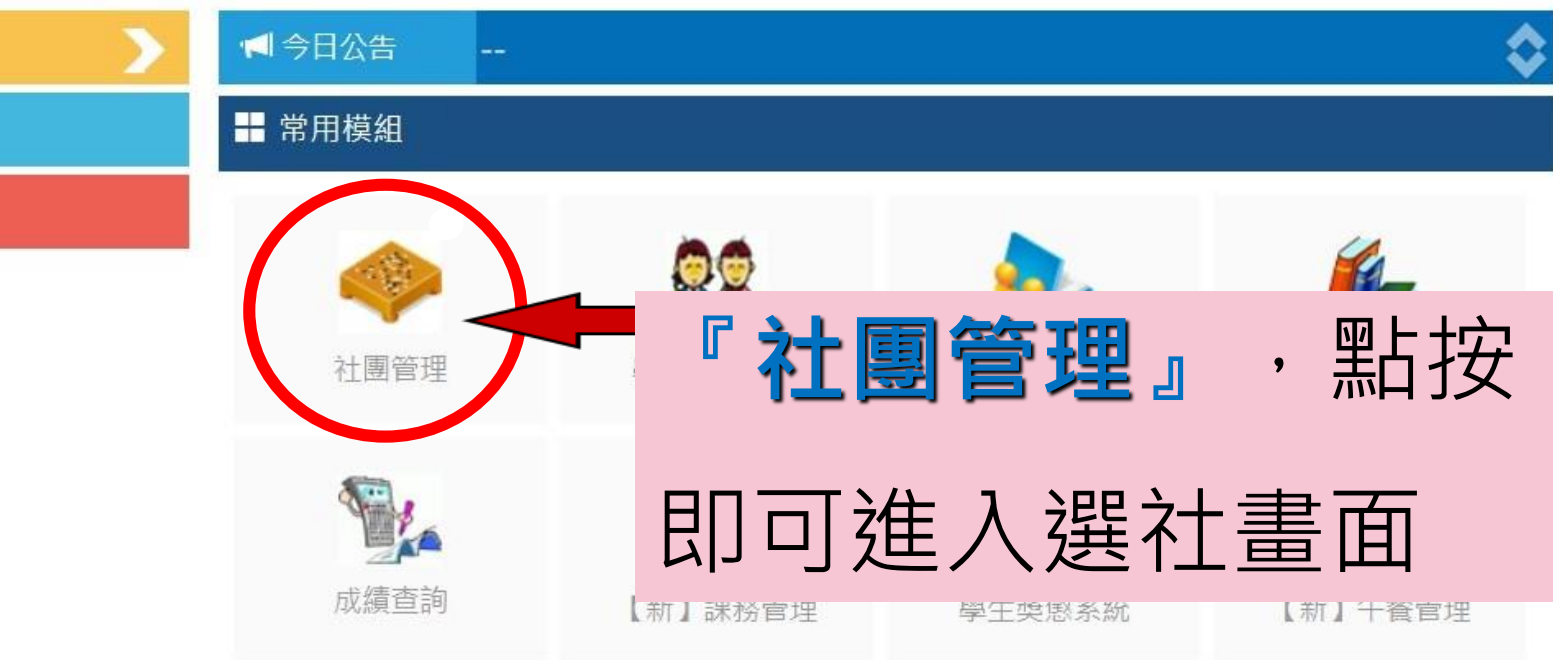 今日公告 --
常用模組
社團管理
『社團管理』，點按
即可進入選社畫面
成績查詢
【新】課務管理
學生獎懲系統
【新】午餐管理